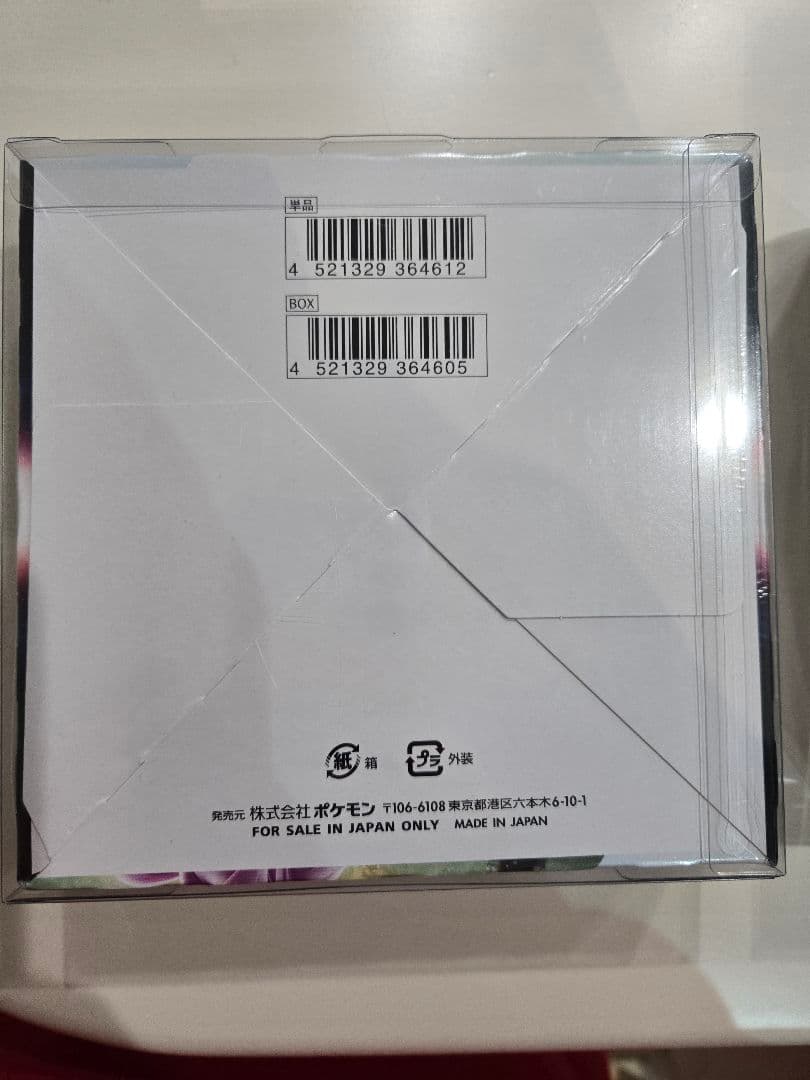 単品
4 521329 364612
BOX
4 521329 364605
紙 箱 プラ 外装
発売元 株式会社 ポケモン 〒106-6108 東京都港区六本木6-10-1
FOR SALE IN JAPAN ONLY MADE IN JAPAN